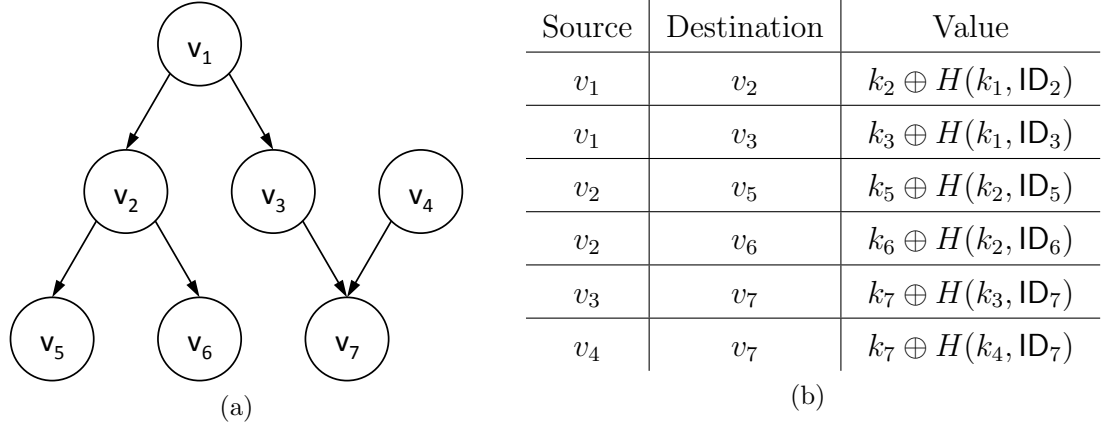 v₁
v₂ v₃ v₄
v₅ v₆ v₇
(a)
Source Destination Value
v₁ v₂ k₂ ⊕ H(k₁, ID₂)
v₁ v₃ k₃ ⊕ H(k₁, ID₃)
v₂ v₅ k₅ ⊕ H(k₂, ID₅)
v₂ v₆ k₆ ⊕ H(k₂, ID₆)
v₃ v₇ k₇ ⊕ H(k₃, ID₇)
v₄ v₇ k₇ ⊕ H(k₄, ID₇)
(b)